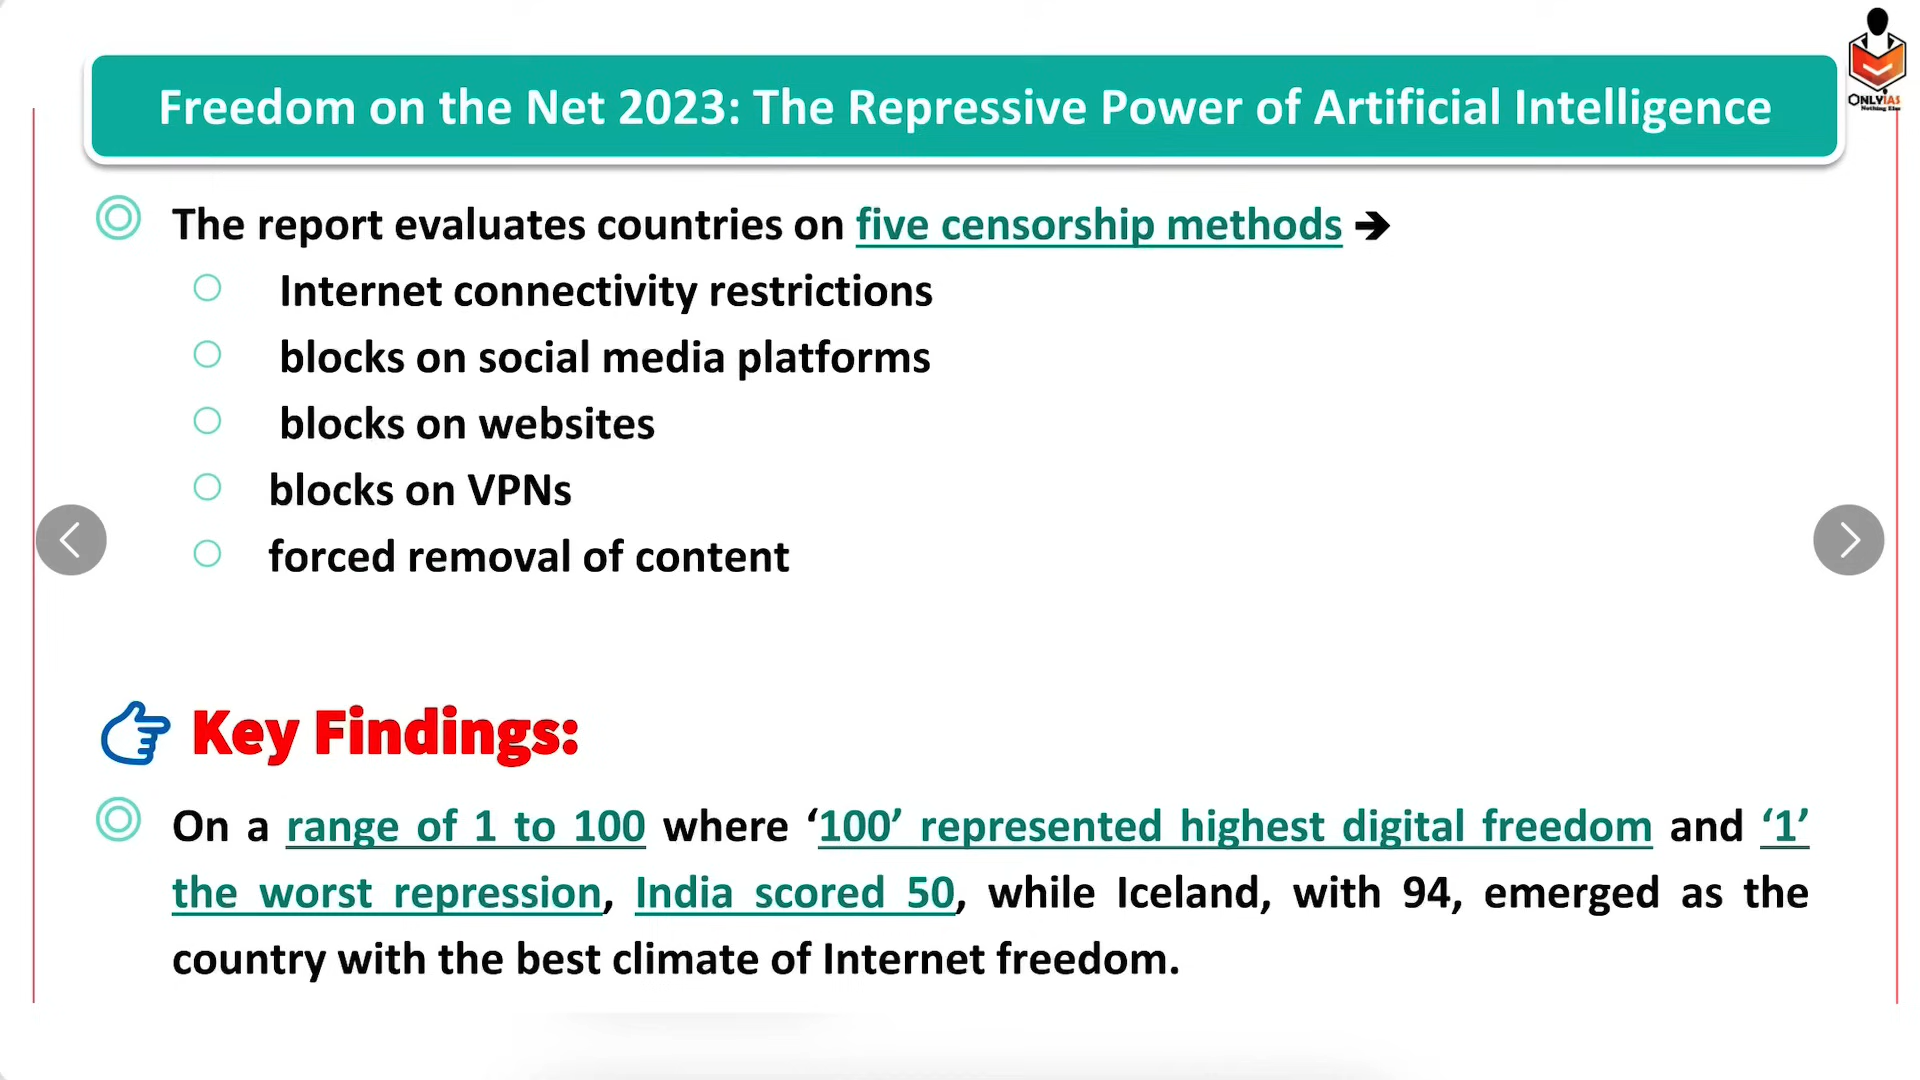 ONLYIAS
Nothing Else
Freedom on the Net 2023: The Repressive Power of Artificial Intelligence
The report evaluates countries on five censorship methods ➔
Internet connectivity restrictions
blocks on social media platforms
blocks on websites
blocks on VPNs
forced removal of content
Key Findings:
On a range of 1 to 100 where ‘100’ represented highest digital freedom and ‘1’
the worst repression, India scored 50, while Iceland, with 94, emerged as the
country with the best climate of Internet freedom.